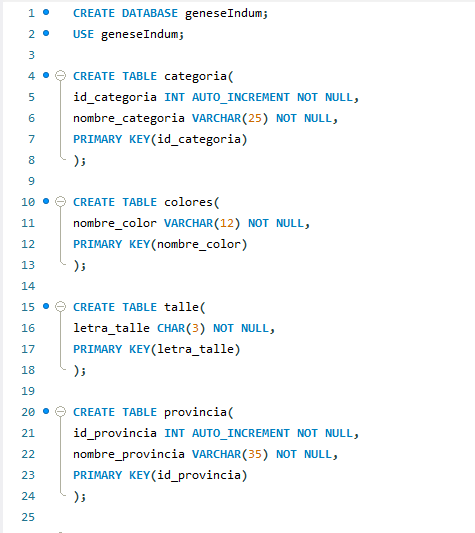 1 CREATE DATABASE geneseIndum;
2 USE geneseIndum;
3
4 CREATE TABLE categoria(
5 id_categoria INT AUTO_INCREMENT NOT NULL,
6 nombre_categoria VARCHAR(25) NOT NULL,
7 PRIMARY KEY(id_categoria)
8 );
9
10 CREATE TABLE colores(
11 nombre_color VARCHAR(12) NOT NULL,
12 PRIMARY KEY(nombre_color)
13 );
14
15 CREATE TABLE talle(
16 letra_talle CHAR(3) NOT NULL,
17 PRIMARY KEY(letra_talle)
18 );
19
20 CREATE TABLE provincia(
21 id_provincia INT AUTO_INCREMENT NOT NULL,
22 nombre_provincia VARCHAR(35) NOT NULL,
23 PRIMARY KEY(id_provincia)
24 );
25